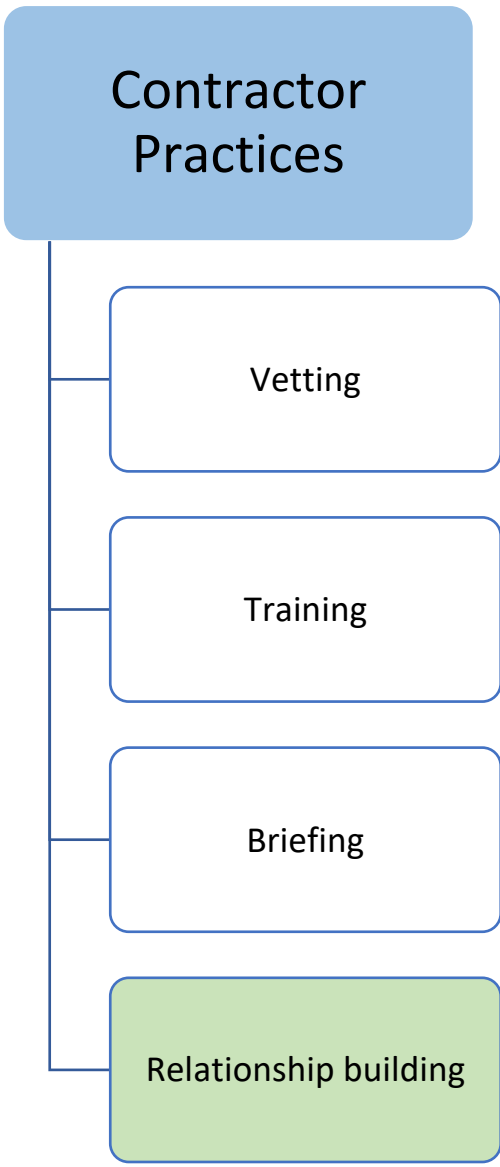 Contractor
Practices
Vetting
Training
Briefing
Relationship building